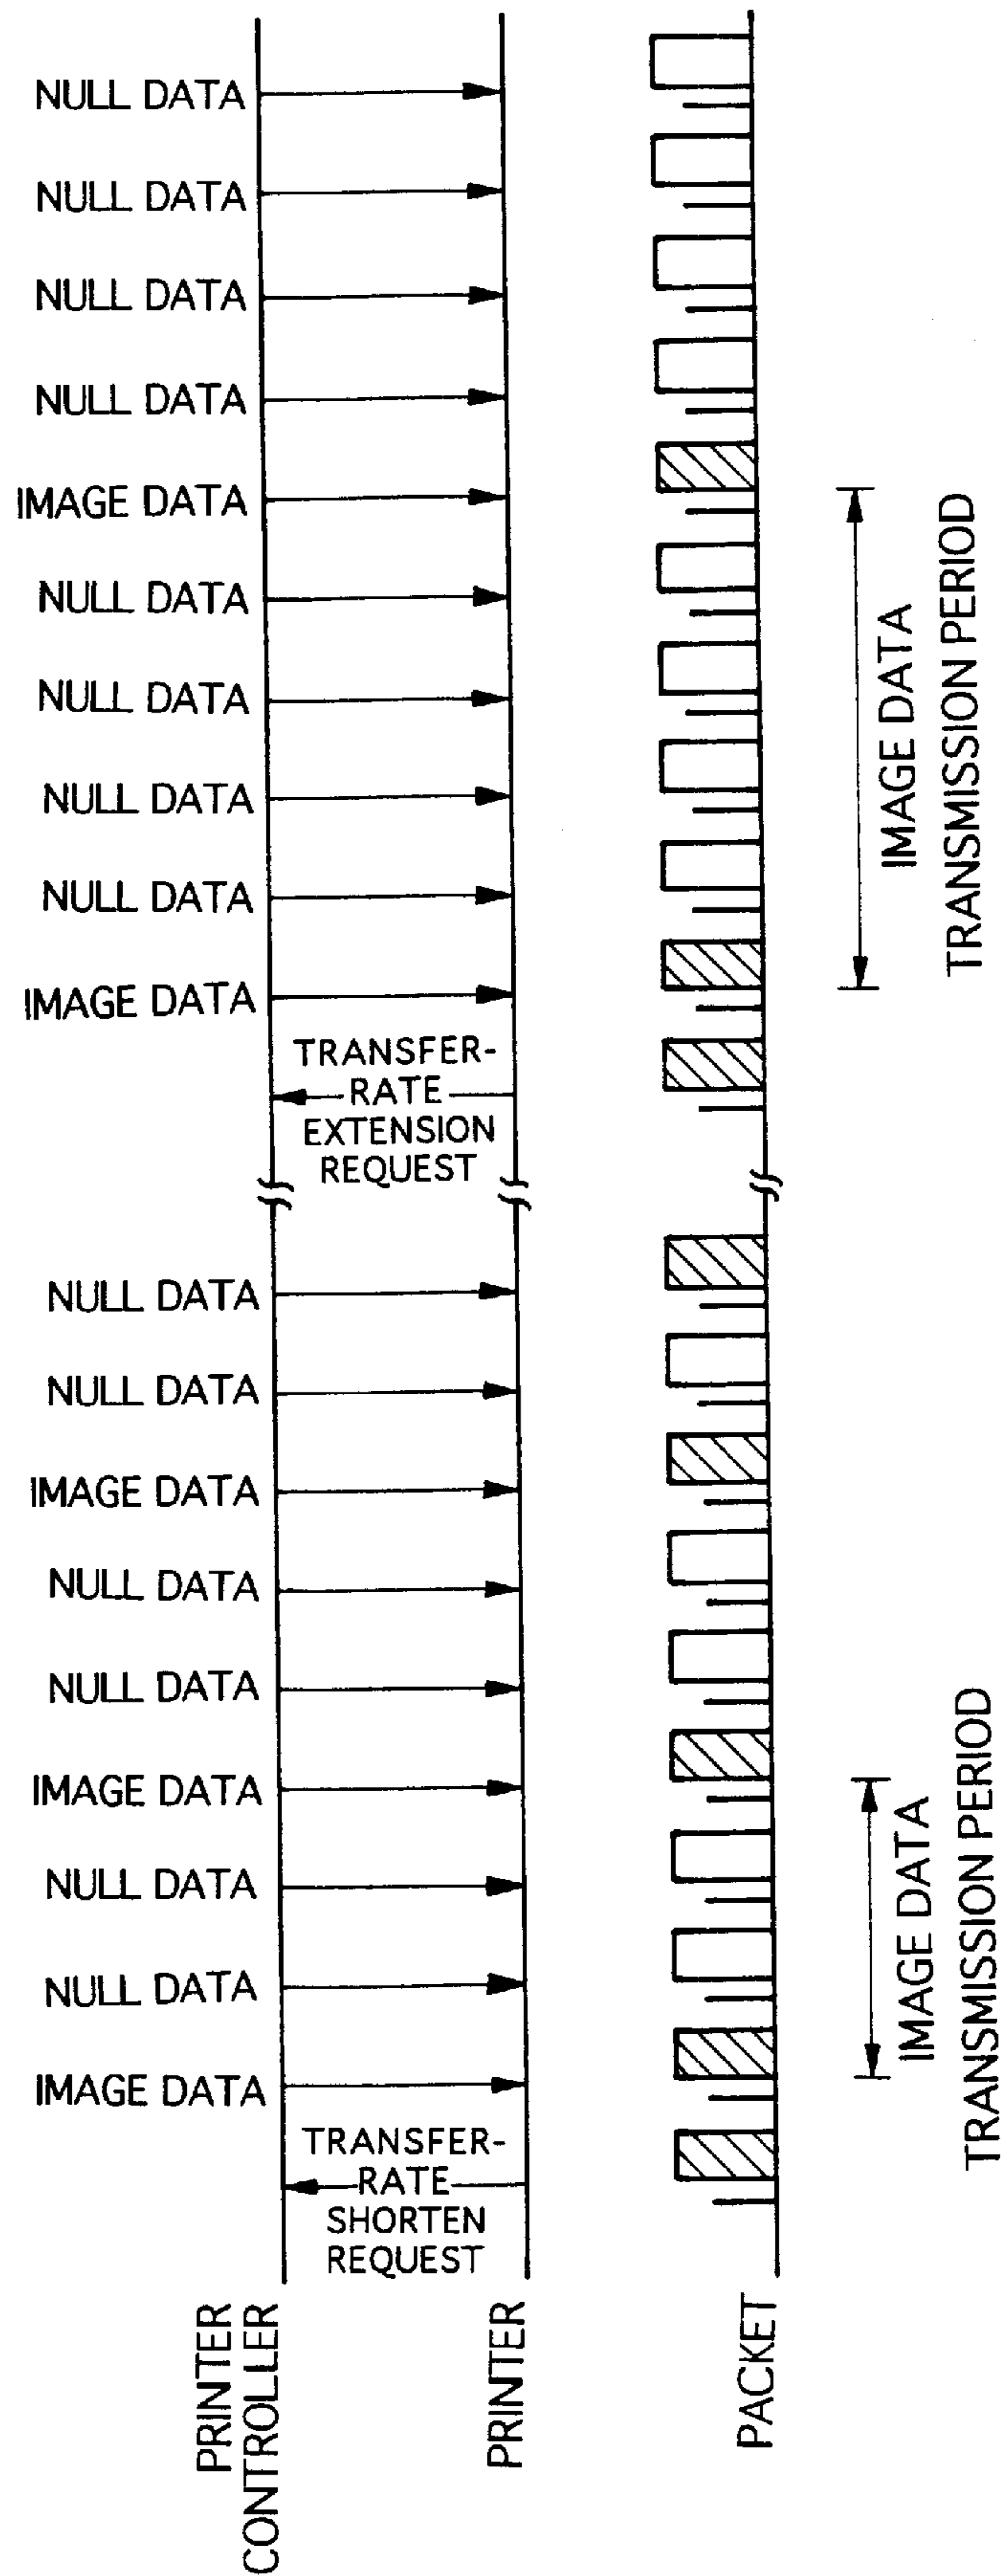 NULL DATA
NULL DATA
NULL DATA
NULL DATA
IMAGE DATA
NULL DATA
NULL DATA
NULL DATA
NULL DATA
IMAGE DATA
TRANSFER-
RATE
EXTENSION
REQUEST
IMAGE DATA
TRANSMISSION PERIOD
NULL DATA
NULL DATA
IMAGE DATA
NULL DATA
NULL DATA
IMAGE DATA
NULL DATA
NULL DATA
IMAGE DATA
TRANSFER-
RATE
SHORTEN
REQUEST
IMAGE DATA
TRANSMISSION PERIOD
PRINTER
CONTROLLER
PRINTER
PACKET